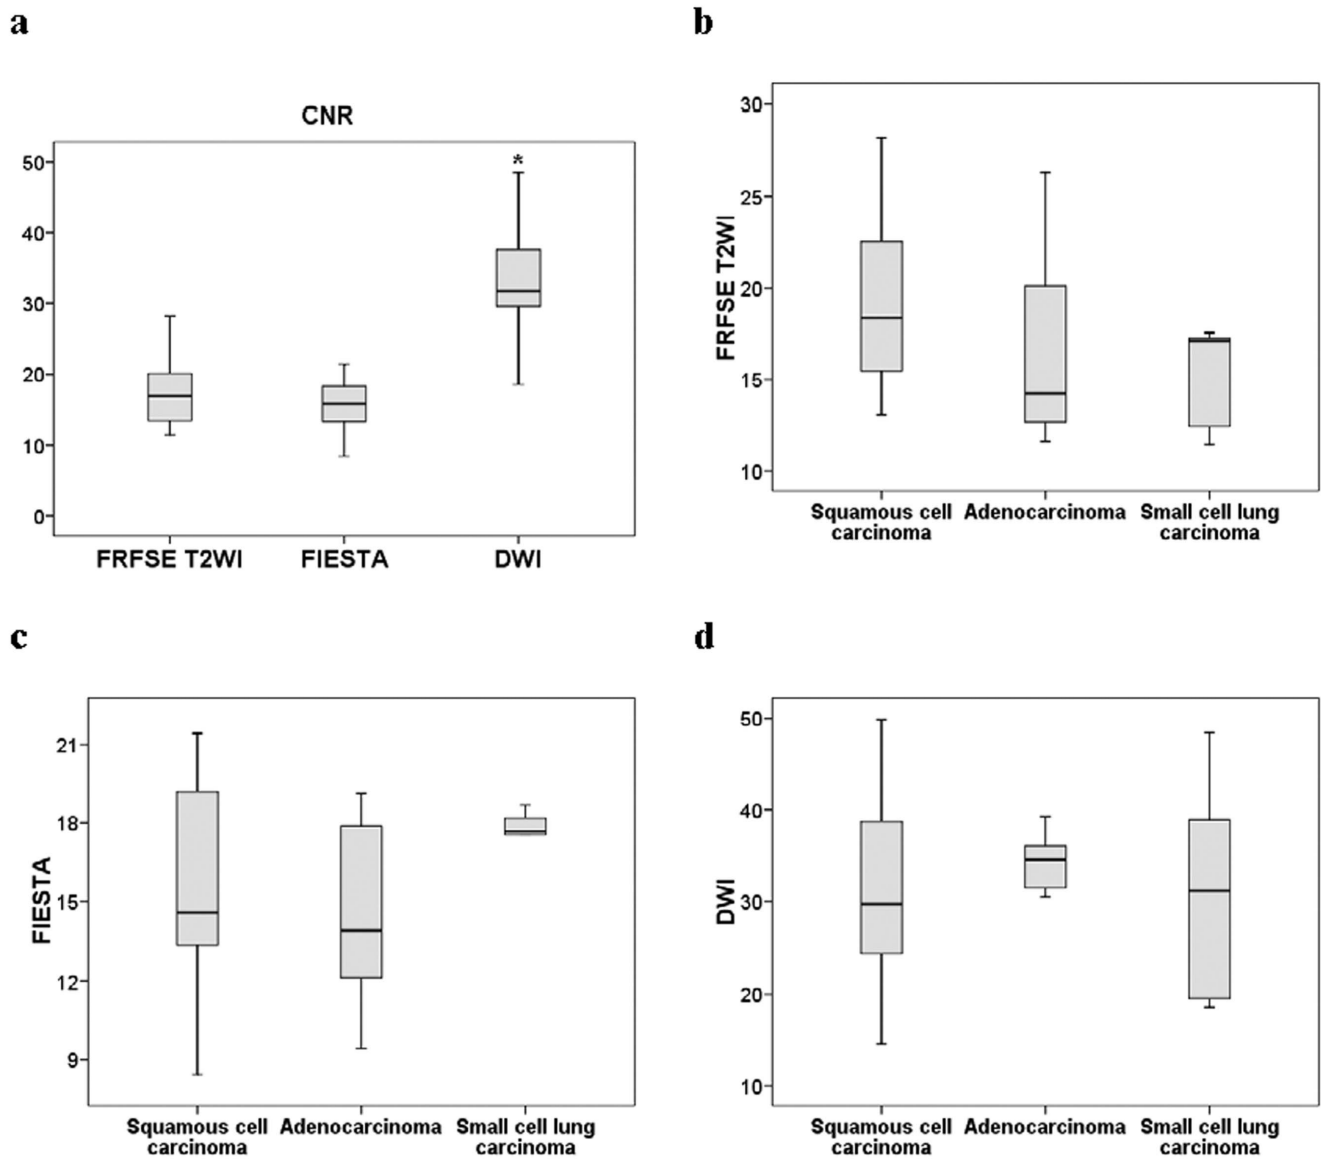 a
CNR
50
40
30
20
10
0
*
FRFSE T2WI FIESTA DWI
b
FRFSE T2WI
30
25
20
15
10
Squamous cell carcinoma
Adenocarcinoma
Small cell lung carcinoma
c
FIESTA
21
18
15
12
9
Squamous cell carcinoma
Adenocarcinoma
Small cell lung carcinoma
d
DWI
50
40
30
20
10
Squamous cell carcinoma
Adenocarcinoma
Small cell lung carcinoma